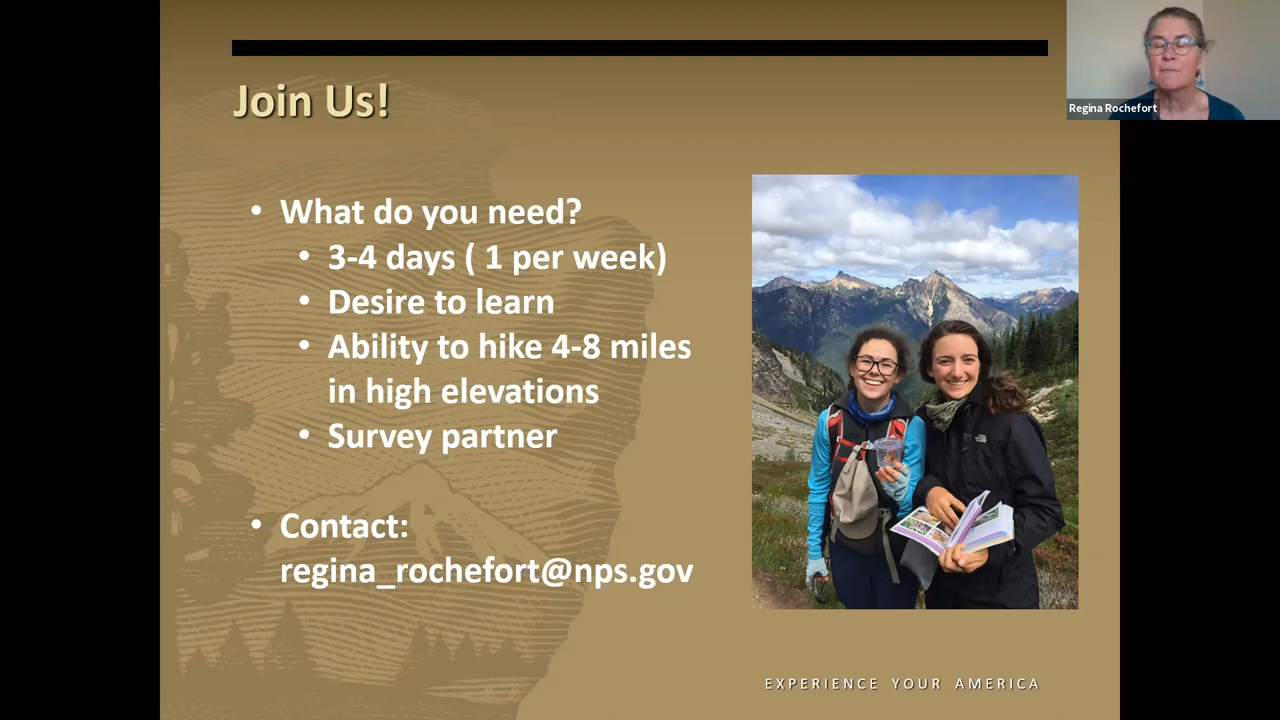 Join Us!
Regina Rochefort
• What do you need?
• 3-4 days ( 1 per week)
• Desire to learn
• Ability to hike 4-8 miles
in high elevations
• Survey partner
• Contact:
regina_rochefort@nps.gov
EXPERIENCE YOUR AMERICA